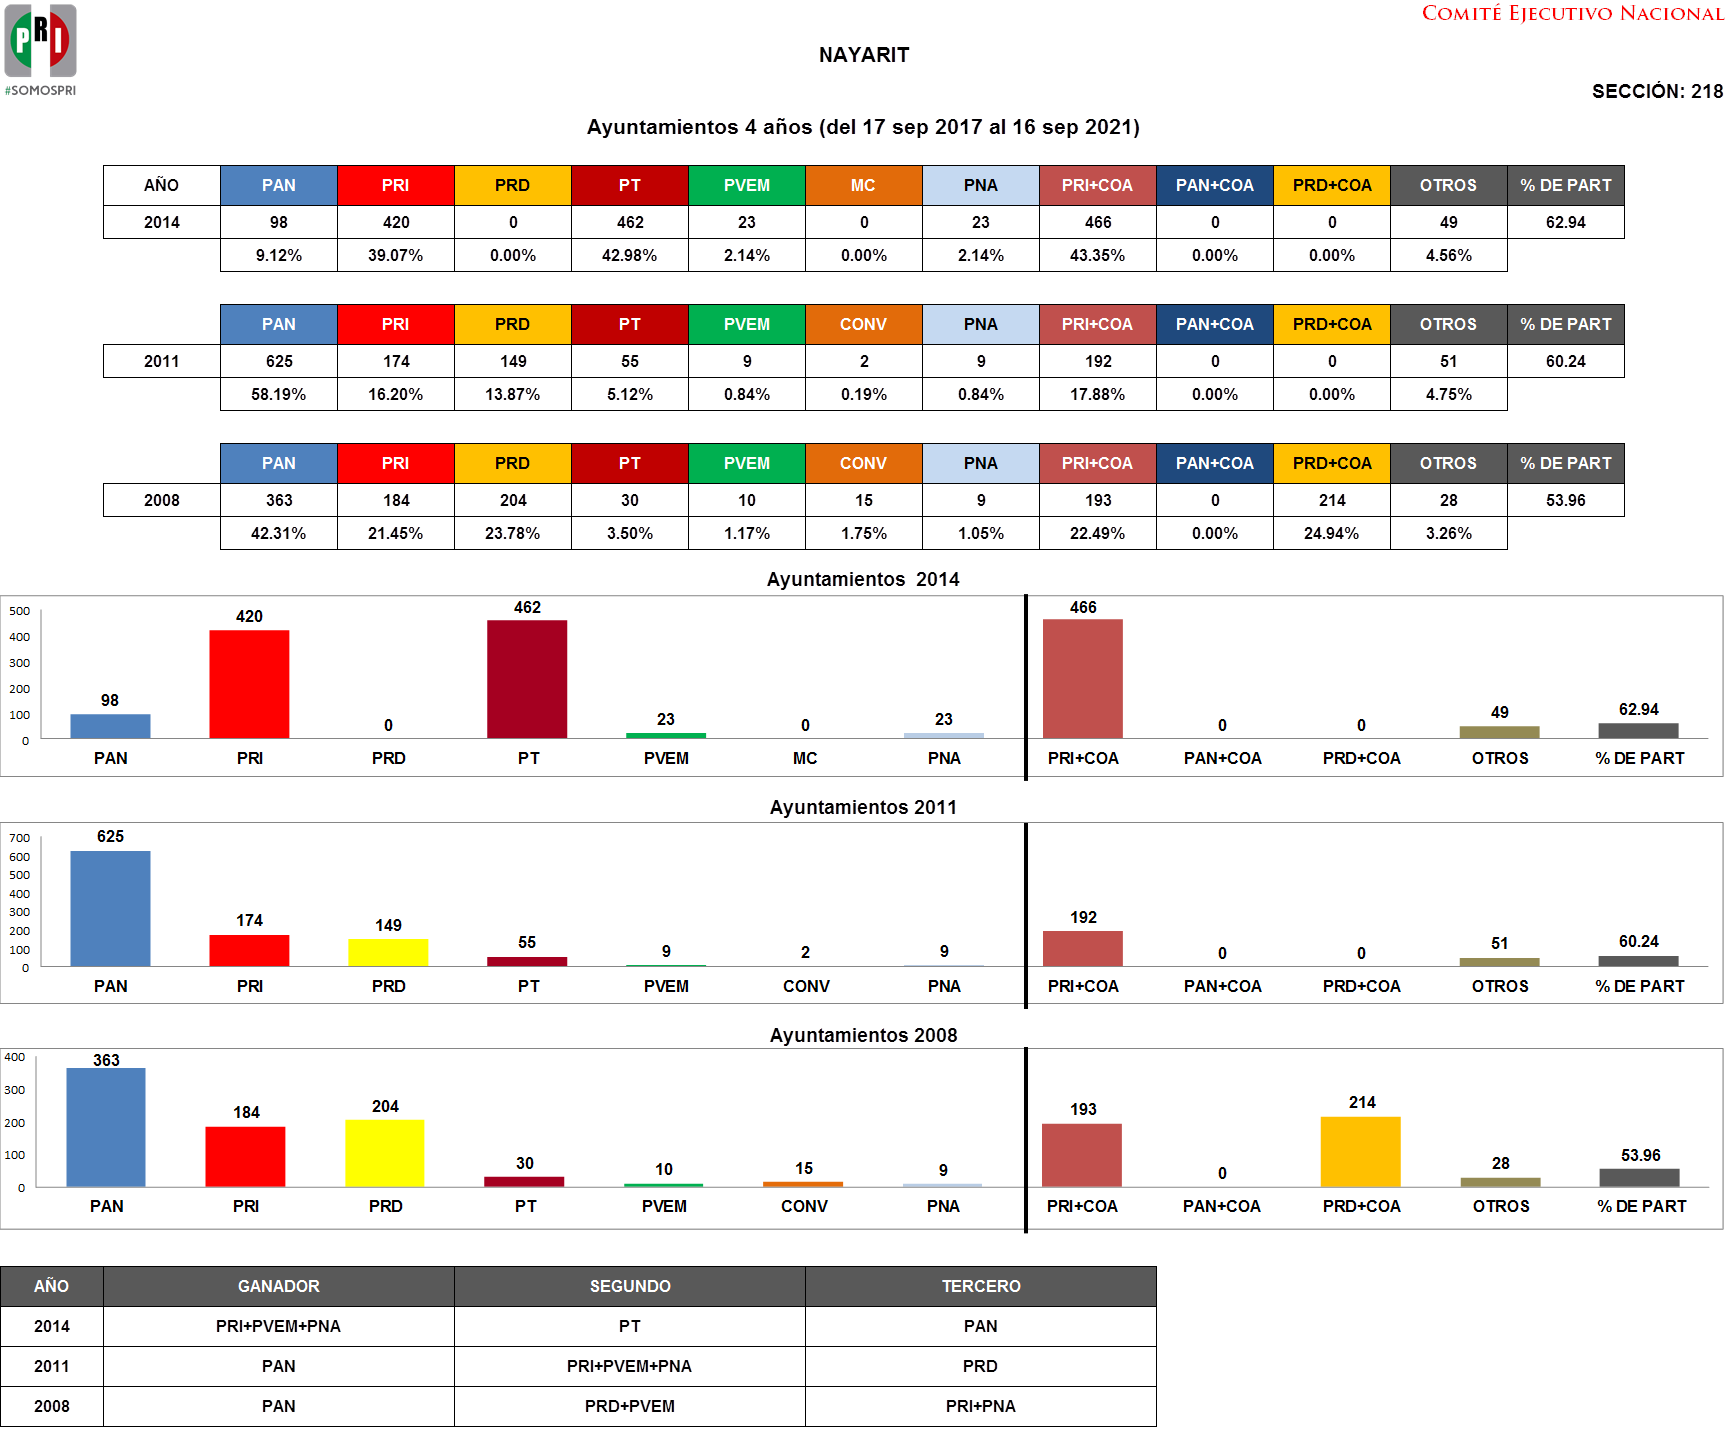 COMITÉ EJECUTIVO NACIONAL
PRI
#SOMOSPRI
NAYARIT
SECCIÓN: 218
Ayuntamientos 4 años (del 17 sep 2017 al 16 sep 2021)
AÑO PAN PRI PRD PT PVEM MC PNA PRI+COA PAN+COA PRD+COA OTROS % DE PART
2014 98 420 0 462 23 0 23 466 0 0 49 62.94
9.12% 39.07% 0.00% 42.98% 2.14% 0.00% 2.14% 43.35% 0.00% 0.00% 4.56%
PAN PRI PRD PT PVEM CONV PNA PRI+COA PAN+COA PRD+COA OTROS % DE PART
2011 625 174 149 55 9 2 9 192 0 0 51 60.24
58.19% 16.20% 13.87% 5.12% 0.84% 0.19% 0.84% 17.88% 0.00% 0.00% 4.75%
PAN PRI PRD PT PVEM CONV PNA PRI+COA PAN+COA PRD+COA OTROS % DE PART
2008 363 184 204 30 10 15 9 193 0 214 28 53.96
42.31% 21.45% 23.78% 3.50% 1.17% 1.75% 1.05% 22.49% 0.00% 24.94% 3.26%
Ayuntamientos 2014
500
400
300
200
100
0
98 420 0 462 23 0 23 466 0 0 49 62.94
PAN PRI PRD PT PVEM MC PNA PRI+COA PAN+COA PRD+COA OTROS % DE PART
Ayuntamientos 2011
700
600
500
400
300
200
100
0
625 174 149 55 9 2 9 192 0 0 51 60.24
PAN PRI PRD PT PVEM CONV PNA PRI+COA PAN+COA PRD+COA OTROS % DE PART
Ayuntamientos 2008
400
300
200
100
0
363 184 204 30 10 15 9 193 0 214 28 53.96
PAN PRI PRD PT PVEM CONV PNA PRI+COA PAN+COA PRD+COA OTROS % DE PART
AÑO GANADOR SEGUNDO TERCERO
2014 PRI+PVEM+PNA PT PAN
2011 PAN PRI+PVEM+PNA PRD
2008 PAN PRD+PVEM PRI+PNA